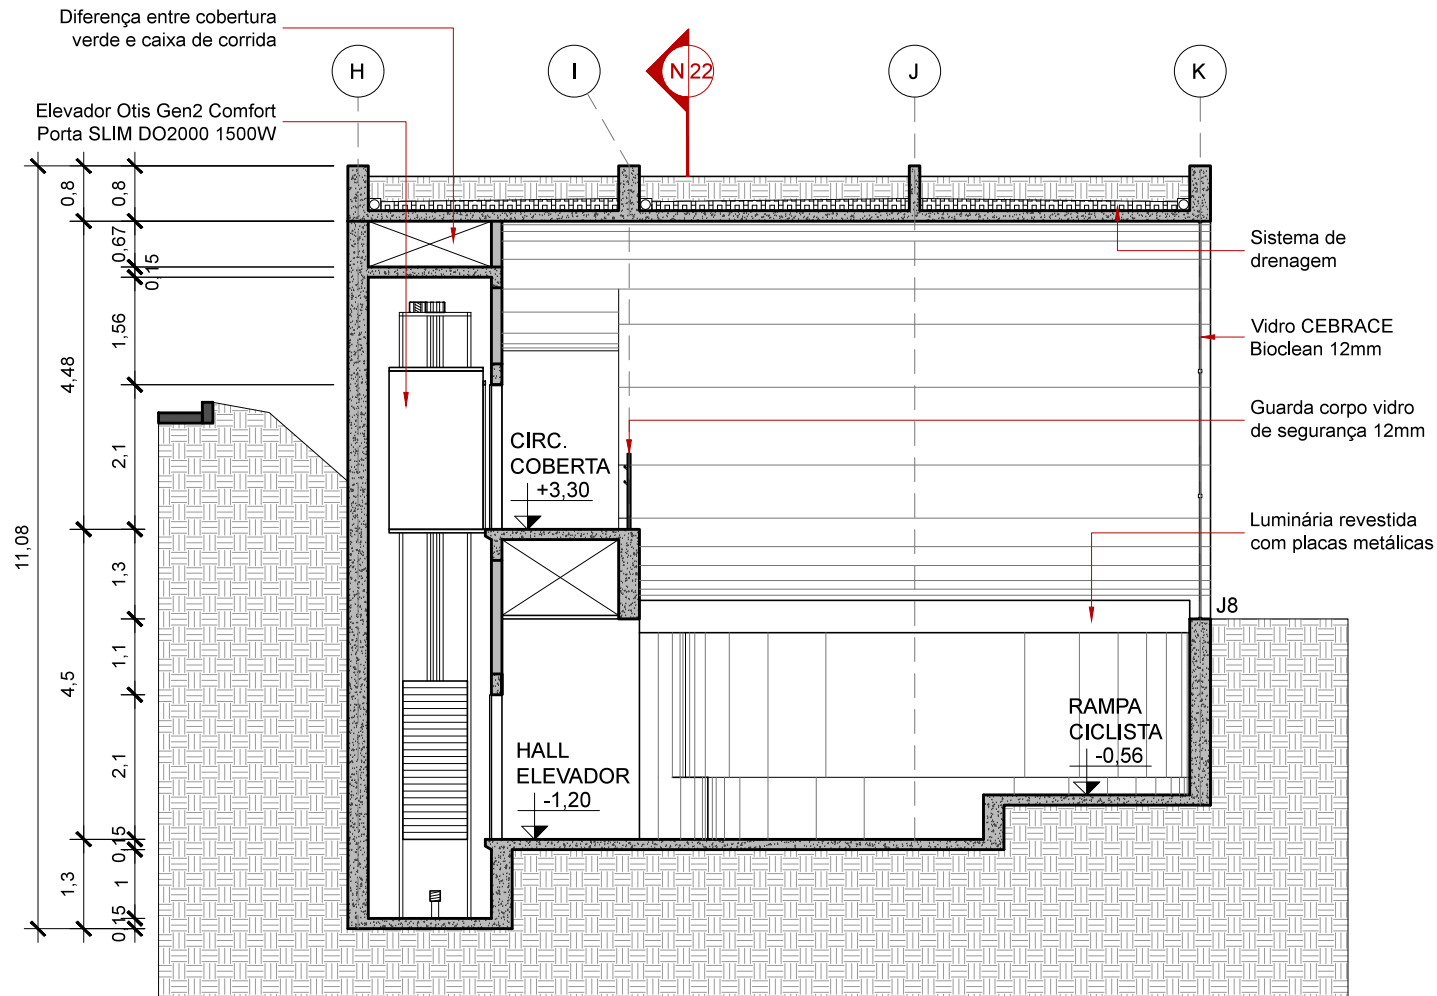 Diferença entre cobertura
verde e caixa de corrida
H
I
N 22
J
K
Elevador Otis Gen2 Comfort
Porta SLIM DO2000 1500W
0,8
0,8
0,67
0,15
1,56
4,48
2,1
11,08
1,3
1,1
4,5
2,1
0,15
1
1,3
0,15
Sistema de
drenagem
Vidro CEBRACE
Bioclean 12mm
Guarda corpo vidro
de segurança 12mm
Luminária revestida
com placas metálicas
CIRC.
COBERTA
+3,30
J8
RAMPA
CICLISTA
-0,56
HALL
ELEVADOR
-1,20